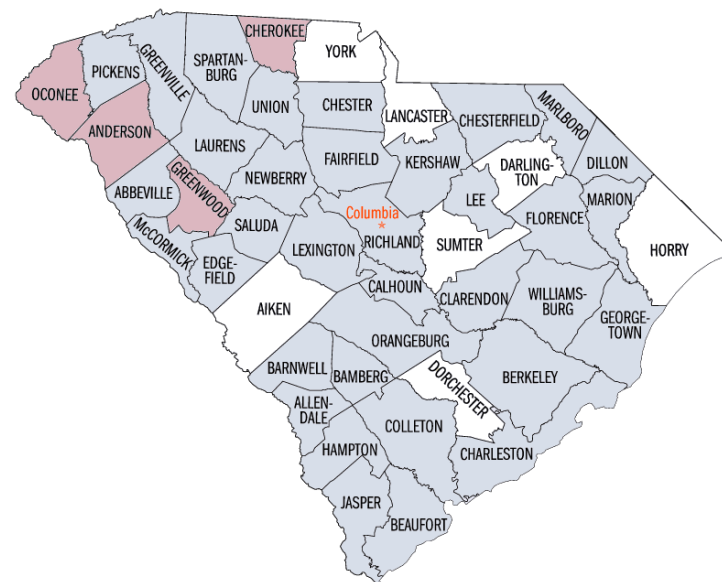 CHEROKEE
YORK
SPARTAN-
BURG
GREENVILLE
PICKENS
OCONEE
UNION
CHESTER
LANCASTER
CHESTERFIELD
MARLBORO
ANDERSON
LAURENS
FAIRFIELD
KERSHAW
DARLING-
TON
DILLON
ABBEVILLE
GREENWOOD
NEWBERRY
LEE
MARION
Columbia
*
RICHLAND
FLORENCE
SALUDA
McCORMICK
LEXINGTON
SUMTER
HORRY
EDGE-
FIELD
CALHOUN
CLARENDON
WILLIAMS-
BURG
AIKEN
GEORGE-
TOWN
ORANGEBURG
BARNWELL
BAMBERG
DORCHESTER
BERKELEY
ALLEN-
DALE
COLLETON
HAMPTON
CHARLESTON
JASPER
BEAUFORT